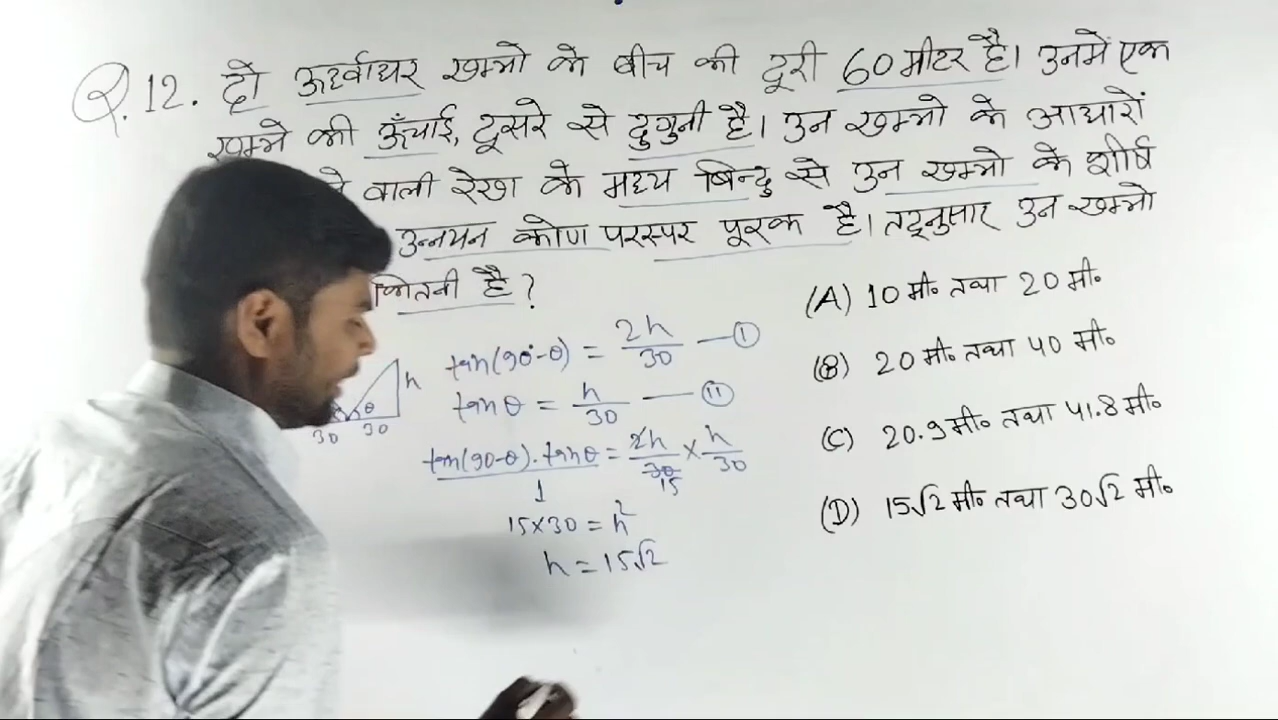 Q.12. दो ऊर्ध्वाधर खम्भो के बीच की दूरी 60 मीटर है। उनमें एक
खम्भे की ऊँचाई, दूसरे से दुगुनी है। उन खम्भो के आधारों
वाली रेखा के मध्य बिन्दु से उन खम्भो के शीर्ष
उन्नयन कोण परस्पर पूरक है। तद्नुसार उन खम्भो
कितनी है?
(A) 10 मी० तथा 20 मी०
(B) 20 मी० तथा 40 मी०
(C) 20.9 मी० तथा 41.8 मी०
(D) 15√2 मी० तथा 30√2 मी०
h
θ
30 30
tan(90°-θ) = 2h/30 — (I)
tan θ = h/30 — (II)
tan(90-θ).tanθ = 2h/30 × h/30
1 15
15×30 = h²
h = 15√2